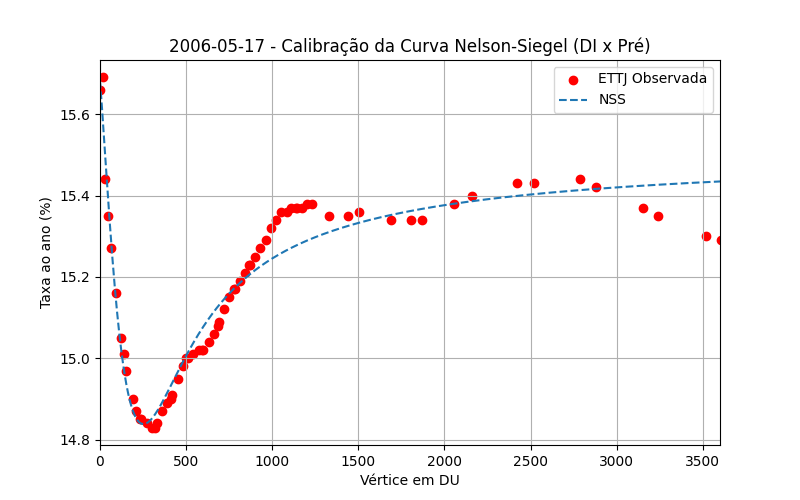 2006-05-17 - Calibração da Curva Nelson-Siegel (DI x Pré)
ETTJ Observada
NSS
Taxa ao ano (%)
15.6
15.4
15.2
15.0
14.8
0 500 1000 1500 2000 2500 3000 3500
Vértice em DU